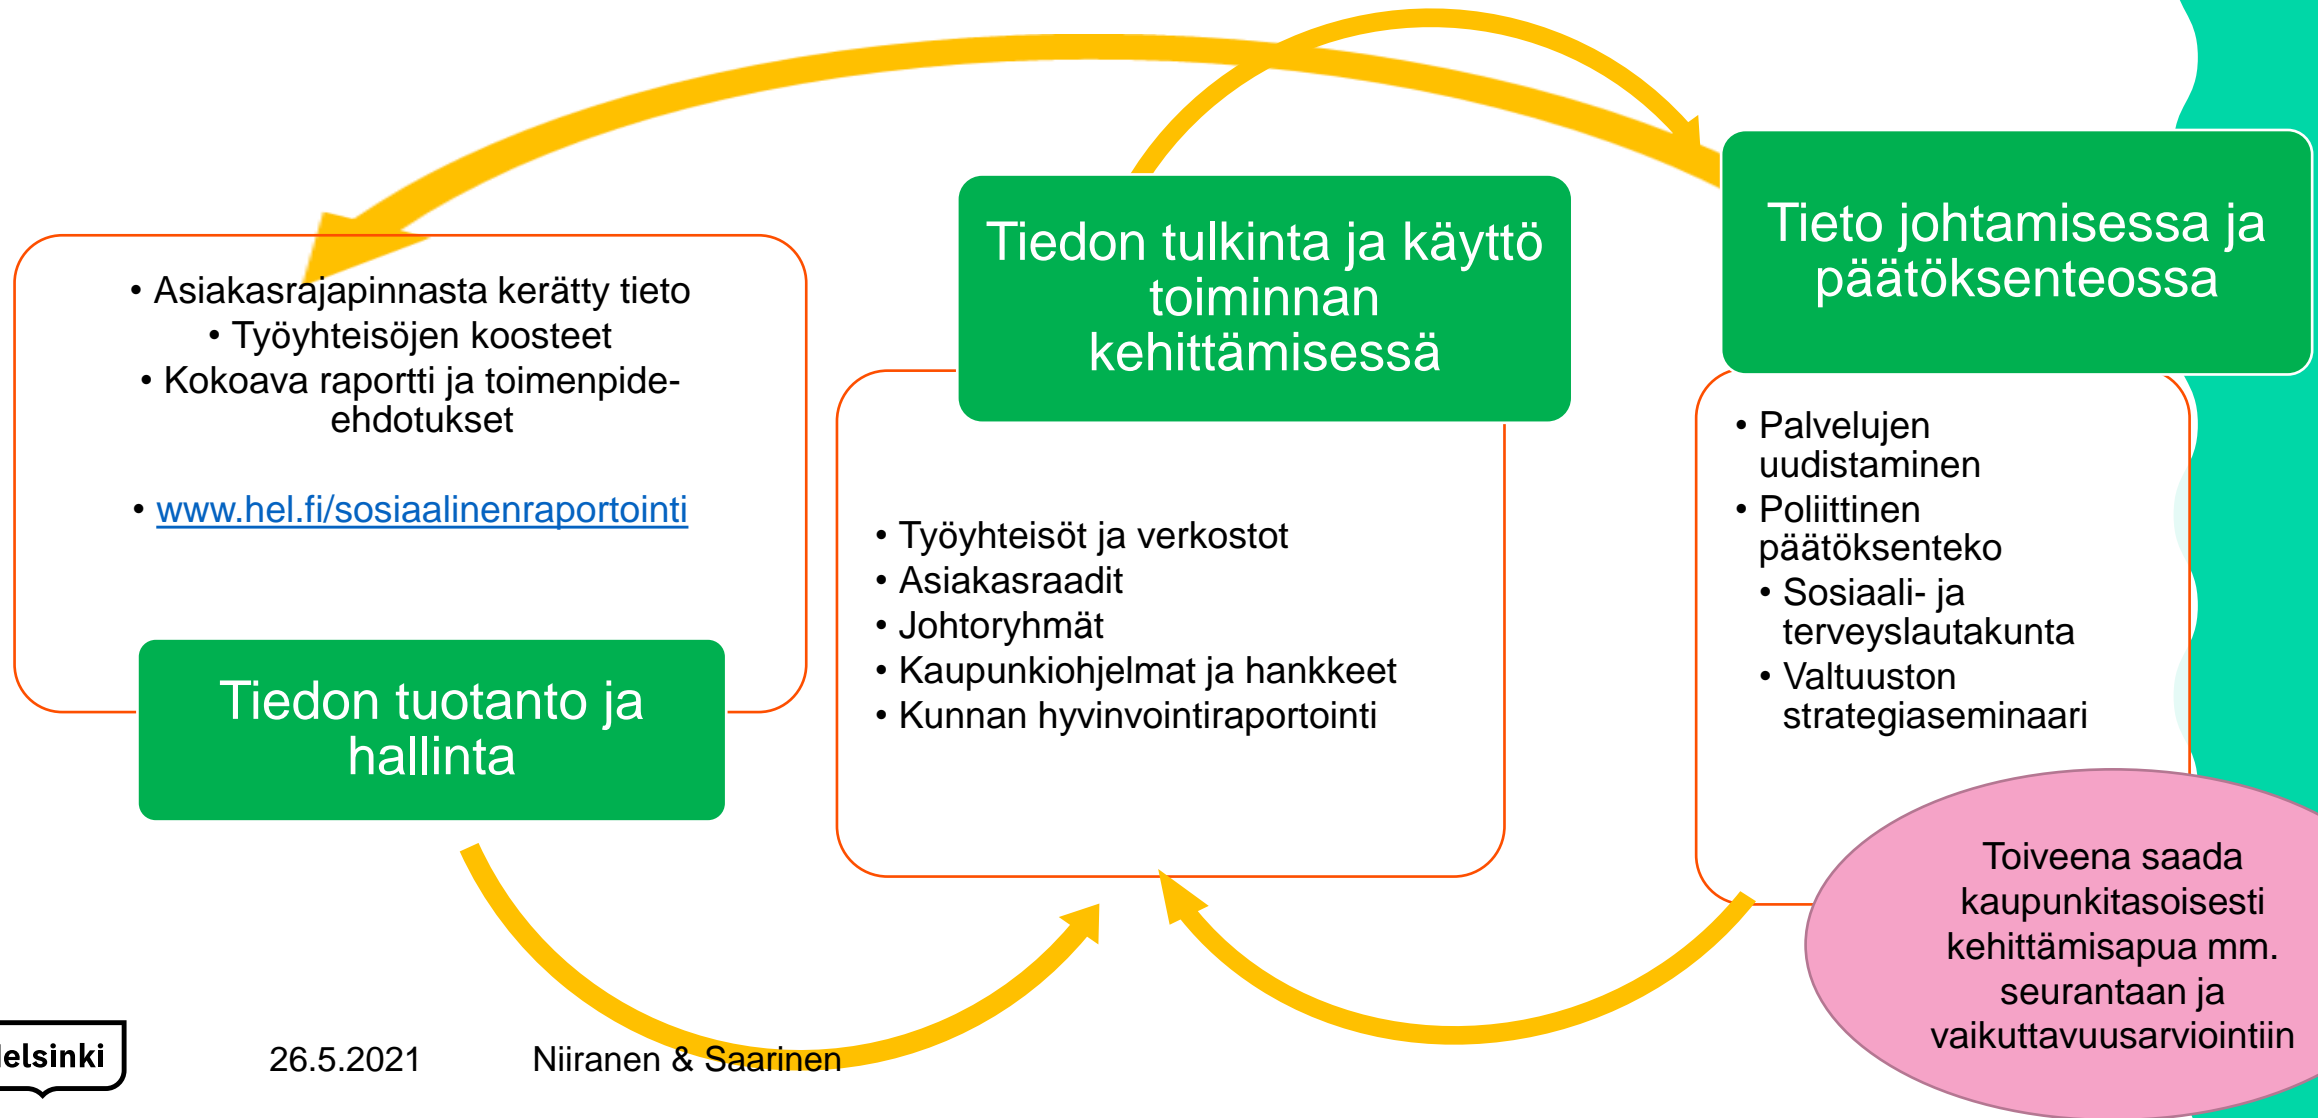 • Asiakasrajapinnasta kerätty tieto
• Työyhteisöjen koosteet
• Kokoava raportti ja toimenpide-
ehdotukset
• www.hel.fi/sosiaalinenraportointi
Tiedon tuotanto ja
hallinta
Tiedon tulkinta ja käyttö
toiminnan
kehittämisessä
• Työyhteisöt ja verkostot
• Asiakasraadit
• Johtoryhmät
• Kaupunkiohjelmat ja hankkeet
• Kunnan hyvinvointiraportointi
Tieto johtamisessa ja
päätöksenteossa
• Palvelujen
uudistaminen
• Poliittinen
päätöksenteko
• Sosiaali- ja
terveyslautakunta
• Valtuuston
strategiaseminaari
Toiveena saada
kaupunkitasoisesti
kehittämisapua mm.
seurantaan ja
vaikuttavuusarviointiin
Helsinki
26.5.2021
Niiranen & Saarinen